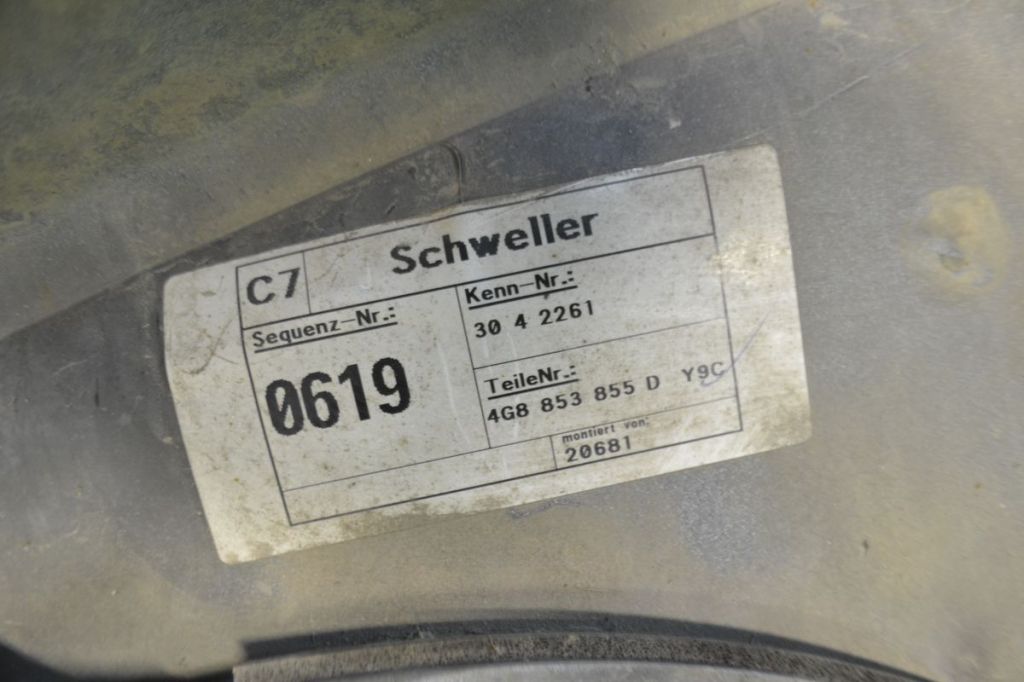 C7 Schweller
Sequenz-Nr.:
0619
Kenn-Nr.:
30 4 2261
TeileNr.:
4G8 853 855 D Y9C
montiert von:
20681